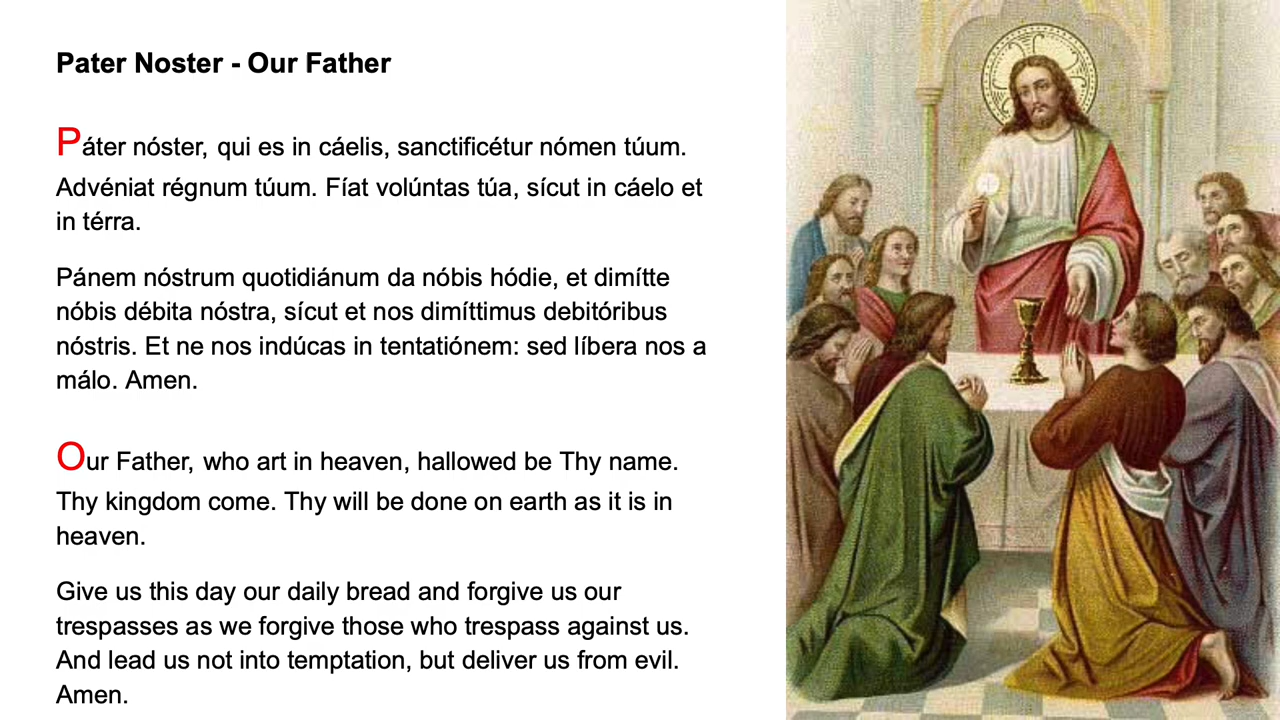 Pater Noster - Our Father
Páter nóster, qui es in cáelis, sanctificétur nómen túum.
Advéniat régnum túum. Fíat volúntas túa, sícut in cáelo et
in térra.
Pánem nóstrum quotidiánum da nóbis hódie, et dimítte
nóbis débita nóstra, sícut et nos dimíttimus debitóribus
nóstris. Et ne nos indúcas in tentatiónem: sed líbera nos a
málo. Amen.
Our Father, who art in heaven, hallowed be Thy name.
Thy kingdom come. Thy will be done on earth as it is in
heaven.
Give us this day our daily bread and forgive us our
trespasses as we forgive those who trespass against us.
And lead us not into temptation, but deliver us from evil.
Amen.